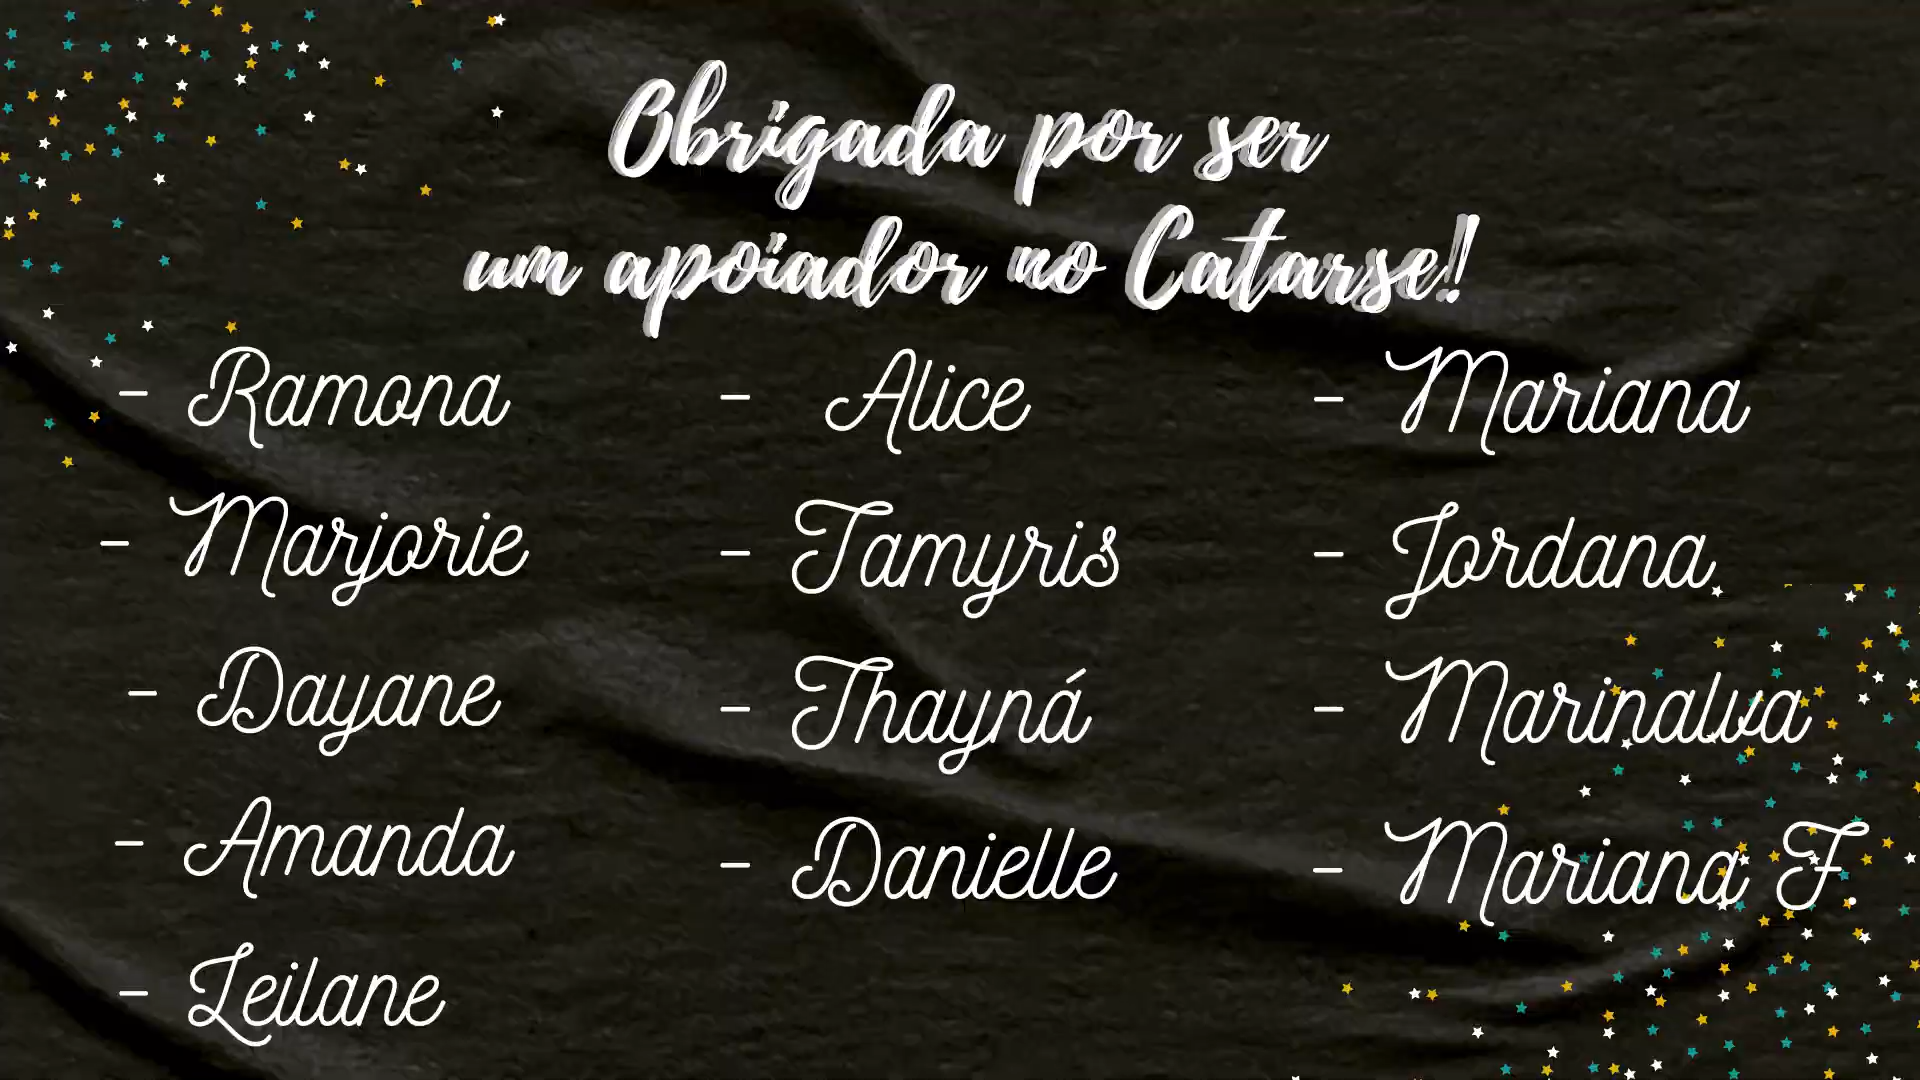 Obrigada por ser
um apoiador no Catarse!
- Ramona
- Marjorie
- Dayane
- Amanda
- Leilane
- Alice
- Tamyris
- Thayná
- Danielle
- Mariana
- Jordana
- Marinalva
- Mariana F.